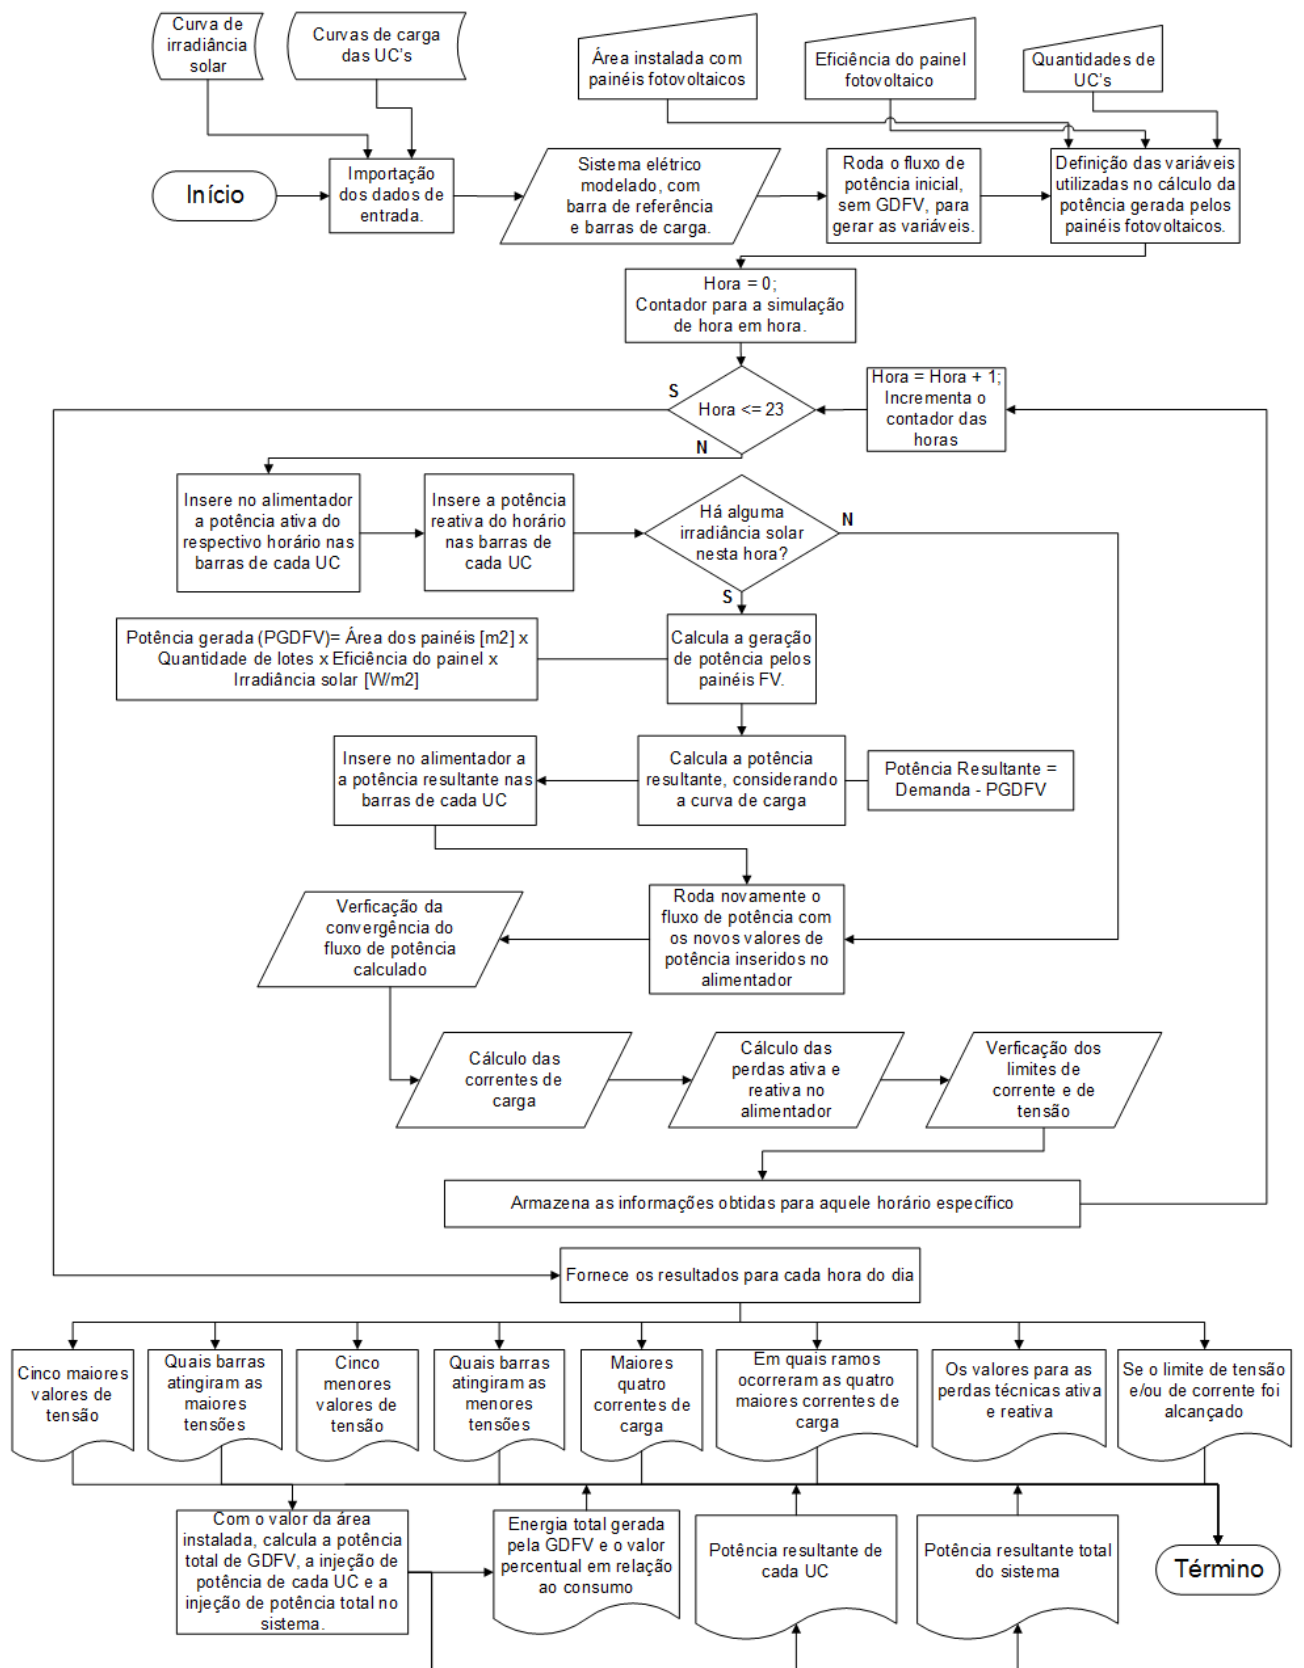 Curva de
irradiância
solar
Curvas de carga
das UC's
Área instalada com
painéis fotovoltaicos
Eficiência do painel
fotovoltaico
Quantidades de
UC's
Início
Importação
dos dados de
entrada.
Sistema elétrico
modelado, com
barra de referência
e barras de carga.
Roda o fluxo de
potência inicial,
sem GDFV, para
gerar as variáveis.
Definição das variáveis
utilizadas no cálculo da
potência gerada pelos
painéis fotovoltaicos.
Hora = 0;
Contador para a simulação
de hora em hora.
S
Hora <= 23
N
Hora = Hora + 1;
Incrementa o
contador das
horas
Insere no alimentador
a potência ativa do
respectivo horário nas
barras de cada UC
Insere a potência
reativa do horário
nas barras de
cada UC
Há alguma
irradiância solar
nesta hora?
N
S
Potência gerada (PGDFV)= Área dos painéis [m2] x
Quantidade de lotes x Eficiência do painel x
Irradiância solar [W/m2]
Calcula a geração
de potência pelos
painéis FV.
Insere no alimentador a
a potência resultante nas
barras de cada UC
Calcula a potência
resultante, considerando
a curva de carga
Potência Resultante =
Demanda - PGDFV
Verficação da
convergência do
fluxo de potência
calculado
Roda novamente o
fluxo de potência com
os novos valores de
potência inseridos no
alimentador
Cálculo das
correntes de
carga
Cálculo das
perdas ativa e
reativa no
alimentador
Verficação dos
limites de
corrente e de
tensão
Armazena as informações obtidas para aquele horário específico
Fornece os resultados para cada hora do dia
Cinco maiores
valores de
tensão
Quais barras
atingiram as
maiores
tensões
Cinco
menores
valores de
tensão
Quais barras
atingiram as
menores
tensões
Maiores
quatro
correntes de
carga
Em quais ramos
ocorreram as quatro
maiores correntes de
carga
Os valores para as
perdas técnicas ativa
e reativa
Se o limite de tensão
e/ou de corrente foi
alcançado
Com o valor da área
instalada, calcula a potência
total de GDFV, a injeção de
potência de cada UC e a
injeção de potência total no
sistema.
Energia total gerada
pela GDFV e o valor
percentual em relação
ao consumo
Potência resultante de
cada UC
Potência resultante total
do sistema
Término